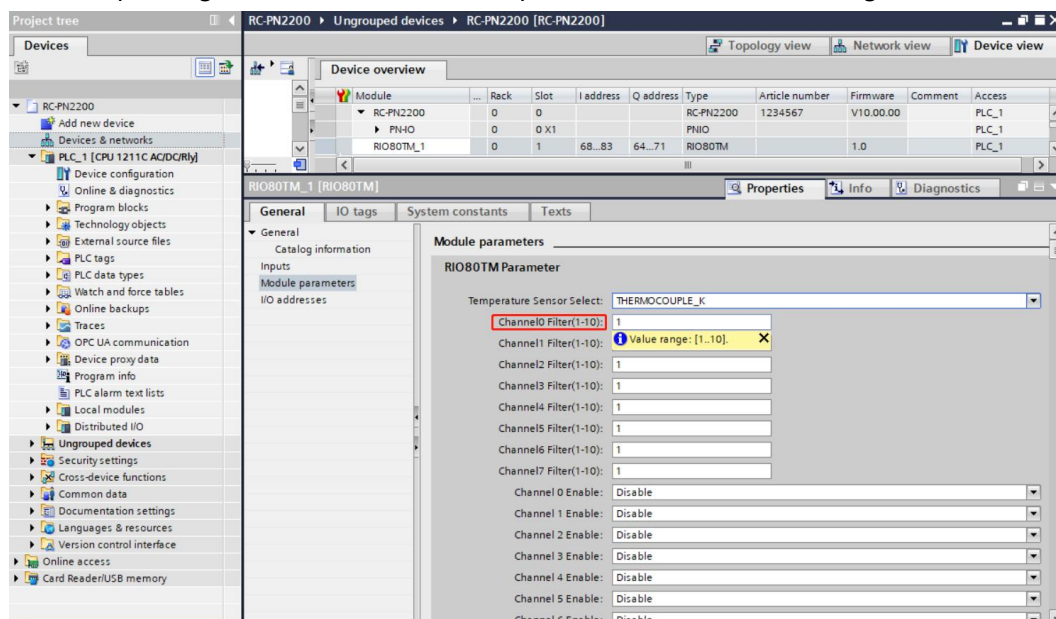 Project tree
RC-PN2200 ▸ Ungrouped devices ▸ RC-PN2200 [RC-PN2200]
Devices
Topology view
Network view
Device view
Device overview
Module ... Rack Slot I address Q address Type Article number Firmware Comment Access
RC-PN2200 0 0 RC-PN2200 1234567 V10.00.00 PLC_1
PN-IO 0 0 X1 PNIO PLC_1
RIO80TM_1 0 1 68...83 64...71 RIO80TM 1.0 PLC_1
RC-PN2200
Add new device
Devices & networks
PLC_1 [CPU 1211C AC/DC/Rly]
Device configuration
Online & diagnostics
Program blocks
Technology objects
External source files
PLC tags
PLC data types
Watch and force tables
Online backups
Traces
OPC UA communication
Device proxy data
Program info
PLC alarm text lists
Local modules
Distributed I/O
Ungrouped devices
Security settings
Cross-device functions
Common data
Documentation settings
Languages & resources
Version control interface
Online access
Card Reader/USB memory
RIO80TM_1 [RIO80TM]
Properties
Info
Diagnostics
General
IO tags
System constants
Texts
General
Catalog information
Inputs
Module parameters
I/O addresses
Module parameters
RIO80TM Parameter
Temperature Sensor Select: THERMOCOUPLE_K
Channel0 Filter(1-10): 1
Channel1 Filter(1-10): Value range: [1..10].
Channel2 Filter(1-10): 1
Channel3 Filter(1-10): 1
Channel4 Filter(1-10): 1
Channel5 Filter(1-10): 1
Channel6 Filter(1-10): 1
Channel7 Filter(1-10): 1
Channel 0 Enable: Disable
Channel 1 Enable: Disable
Channel 2 Enable: Disable
Channel 3 Enable: Disable
Channel 4 Enable: Disable
Channel 5 Enable: Disable